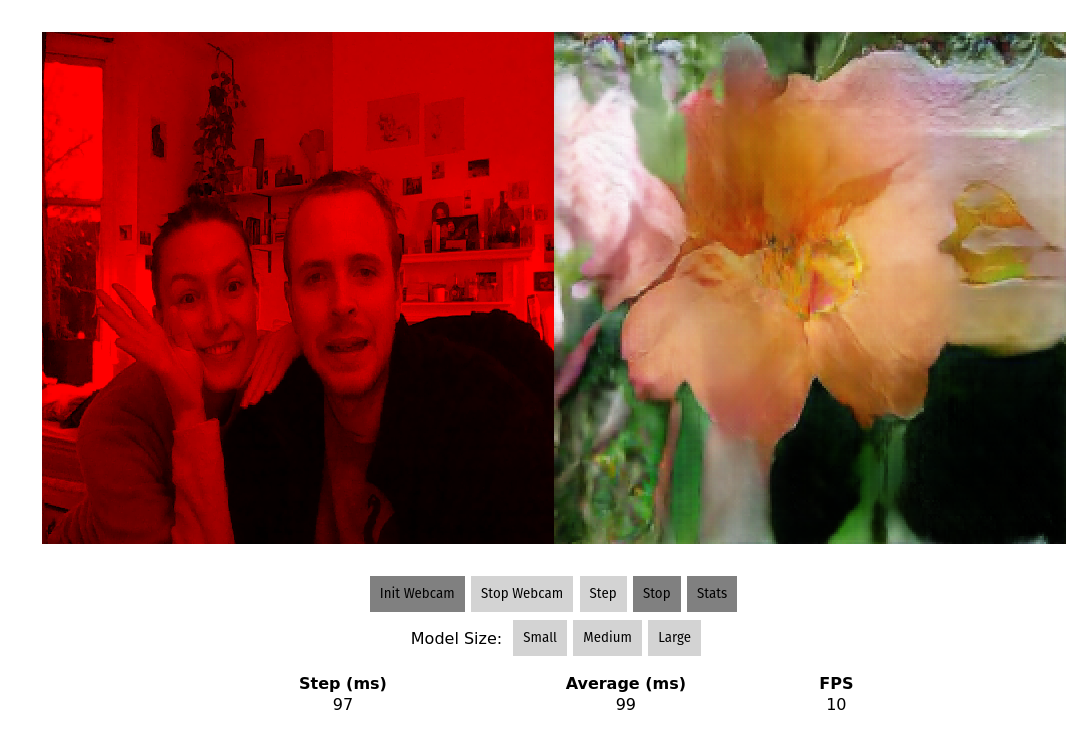 Init Webcam Stop Webcam Step Stop Stats
Model Size: Small Medium Large
Step (ms) Average (ms) FPS
97 99 10